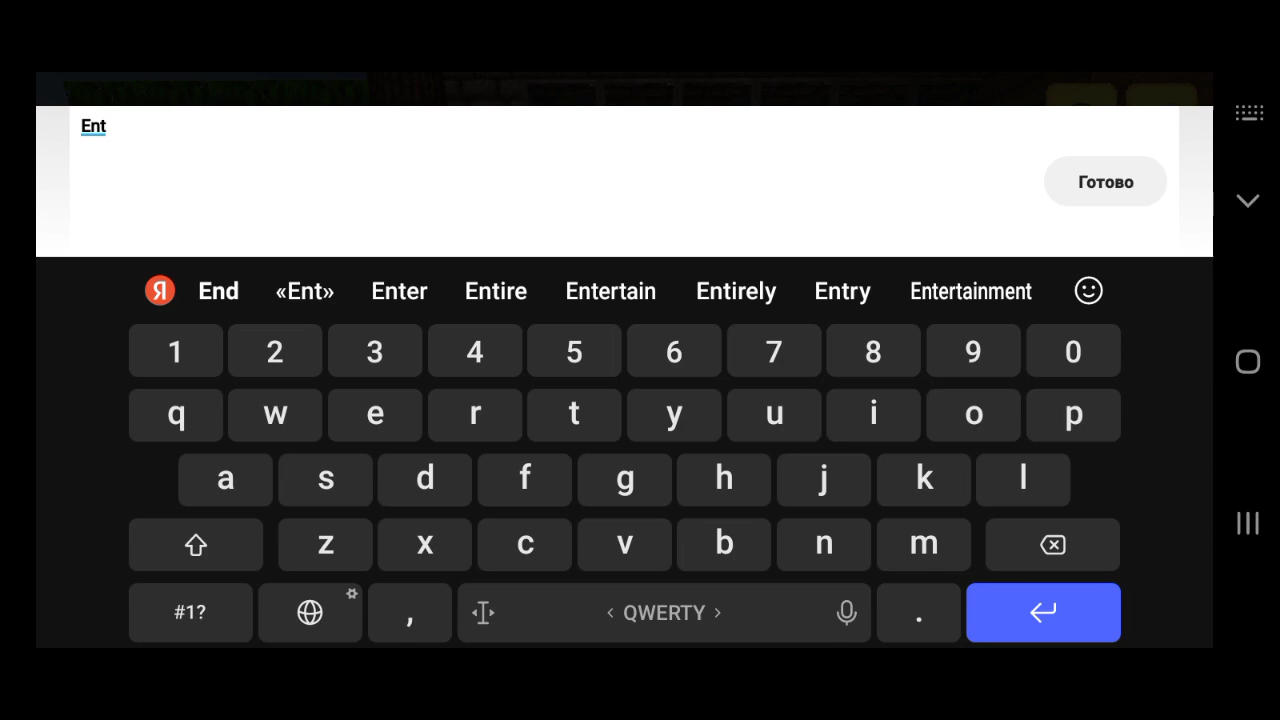 Ent
Готово
Я End «Ent» Enter Entire Entertain Entirely Entry Entertainment
1 2 3 4 5 6 7 8 9 0
q w e r t y u i o p
a s d f g h j k l
z x c v b n m
#1? , < QWERTY > .